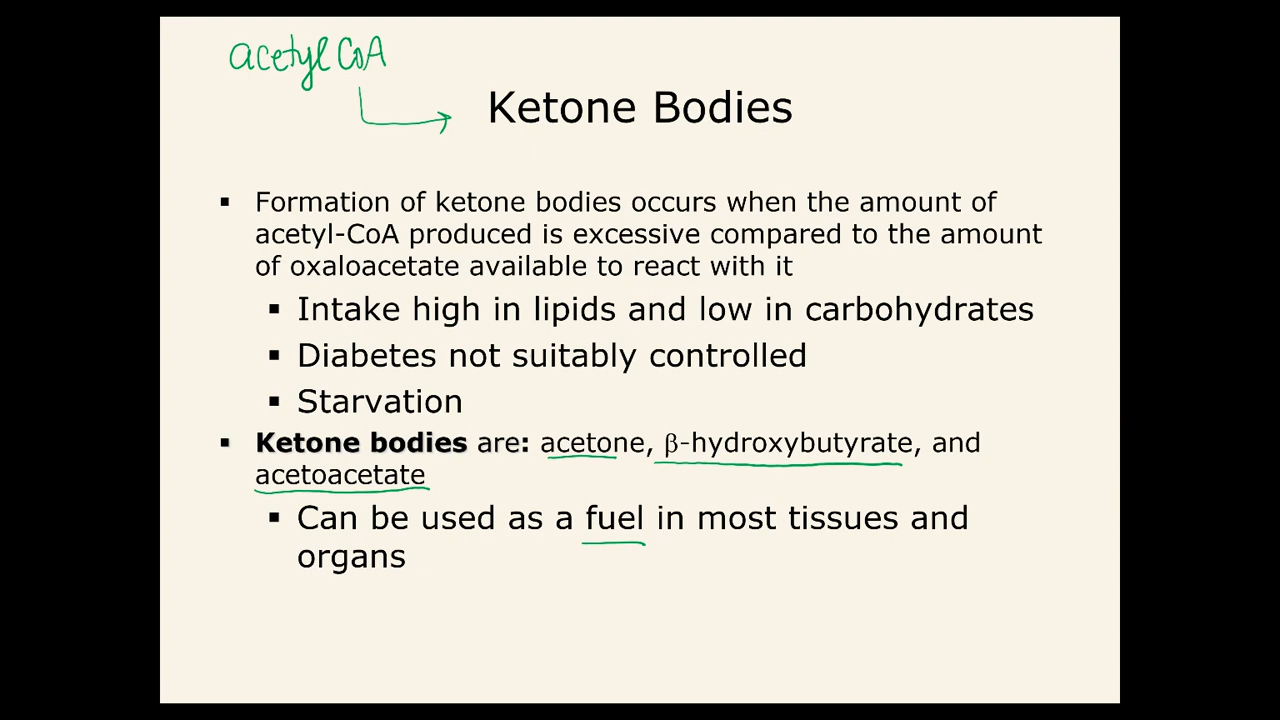 acetyl CoA
Ketone Bodies
▪ Formation of ketone bodies occurs when the amount of
acetyl-CoA produced is excessive compared to the amount
of oxaloacetate available to react with it
▪ Intake high in lipids and low in carbohydrates
▪ Diabetes not suitably controlled
▪ Starvation
▪ Ketone bodies are: acetone, β-hydroxybutyrate, and
acetoacetate
▪ Can be used as a fuel in most tissues and
organs